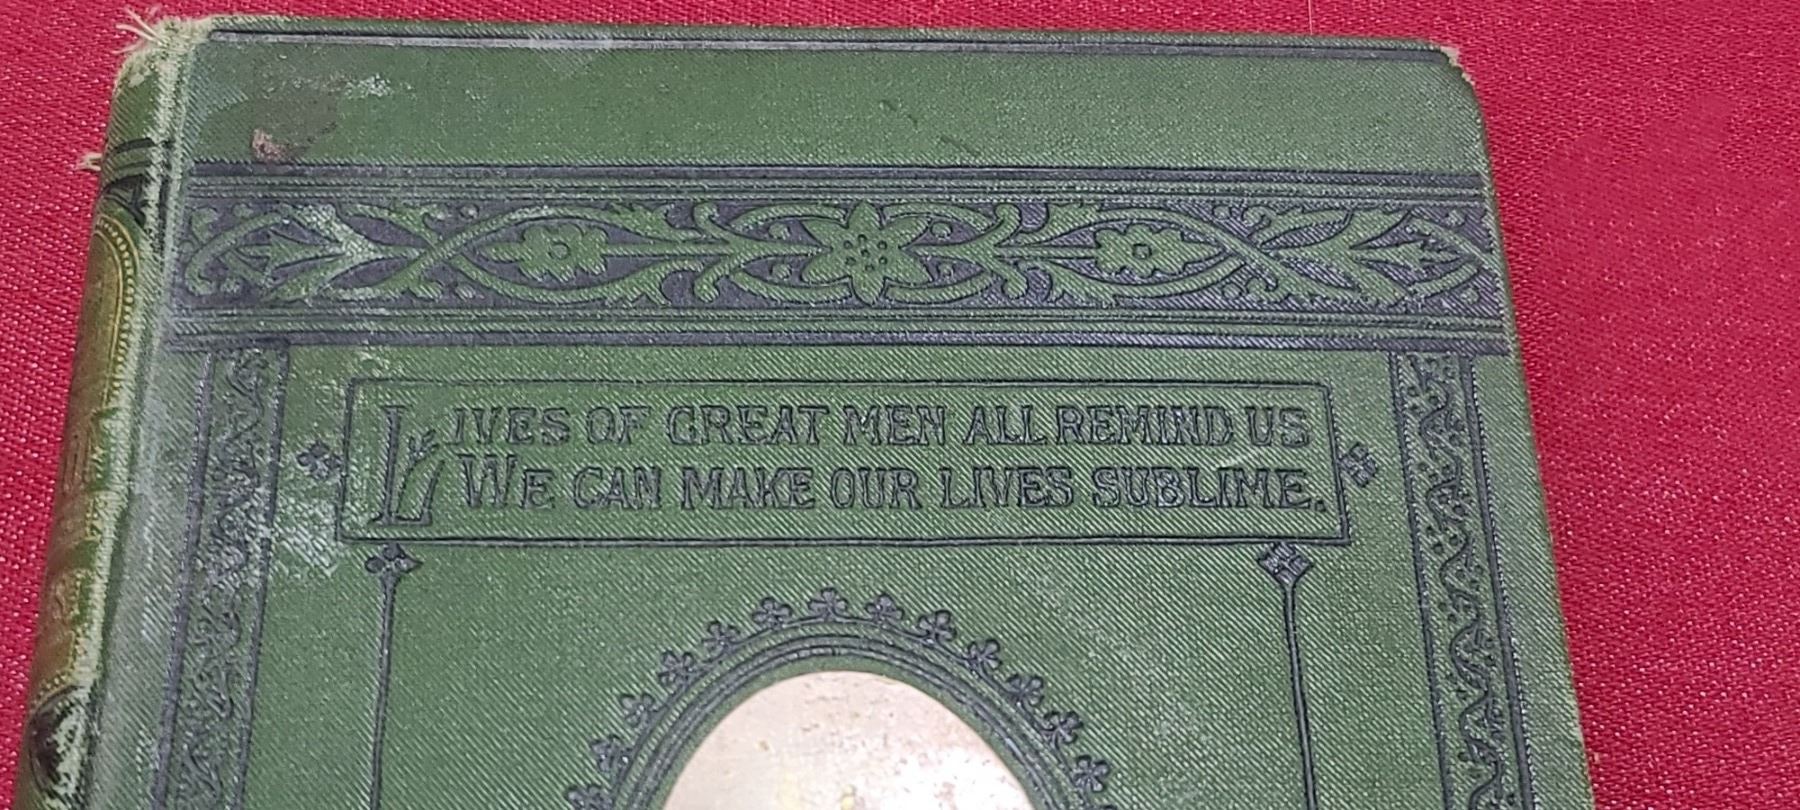 LIVES OF GREAT MEN ALL REMIND US
WE CAN MAKE OUR LIVES SUBLIME.